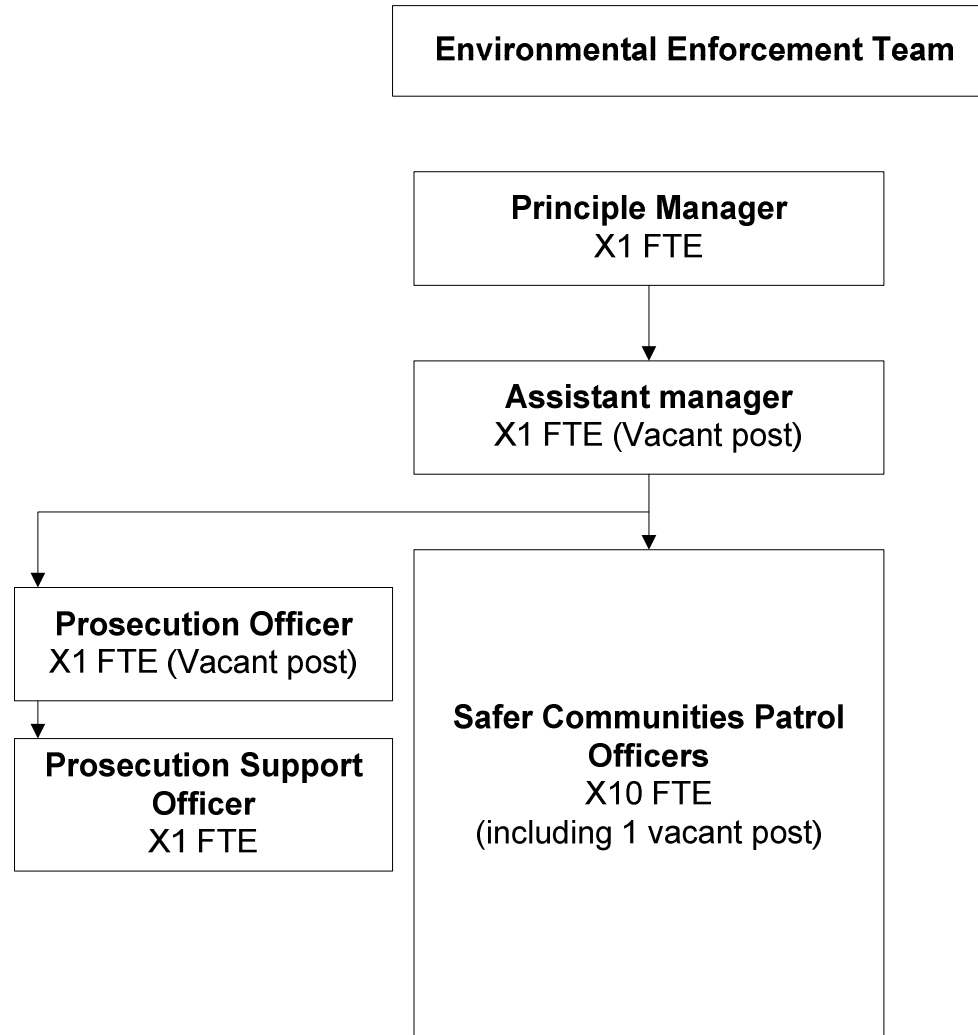 Environmental Enforcement Team
Principle Manager
X1 FTE
Assistant manager
X1 FTE (Vacant post)
Prosecution Officer
X1 FTE (Vacant post)
Prosecution Support
Officer
X1 FTE
Safer Communities Patrol
Officers
X10 FTE
(including 1 vacant post)